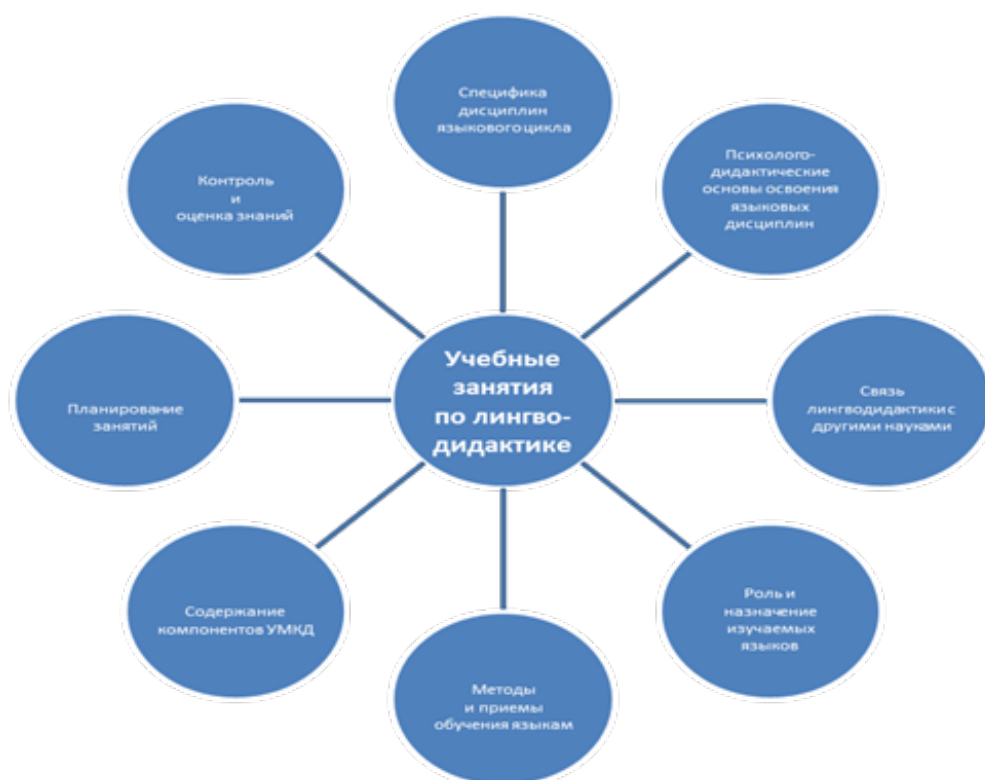 Специфика
дисциплин
языкового цикла
Психолого-
дидактические
основы освоения
языковых
дисциплин
Связь
лингводидактики с
другими науками
Роль и
назначение
изучаемых
языков
Методы
и приемы
обучения языкам
Содержание
компонентов УМКД
Планирование
занятий
Контроль
и
оценка знаний
Учебные
занятия
по лингво-
дидактике